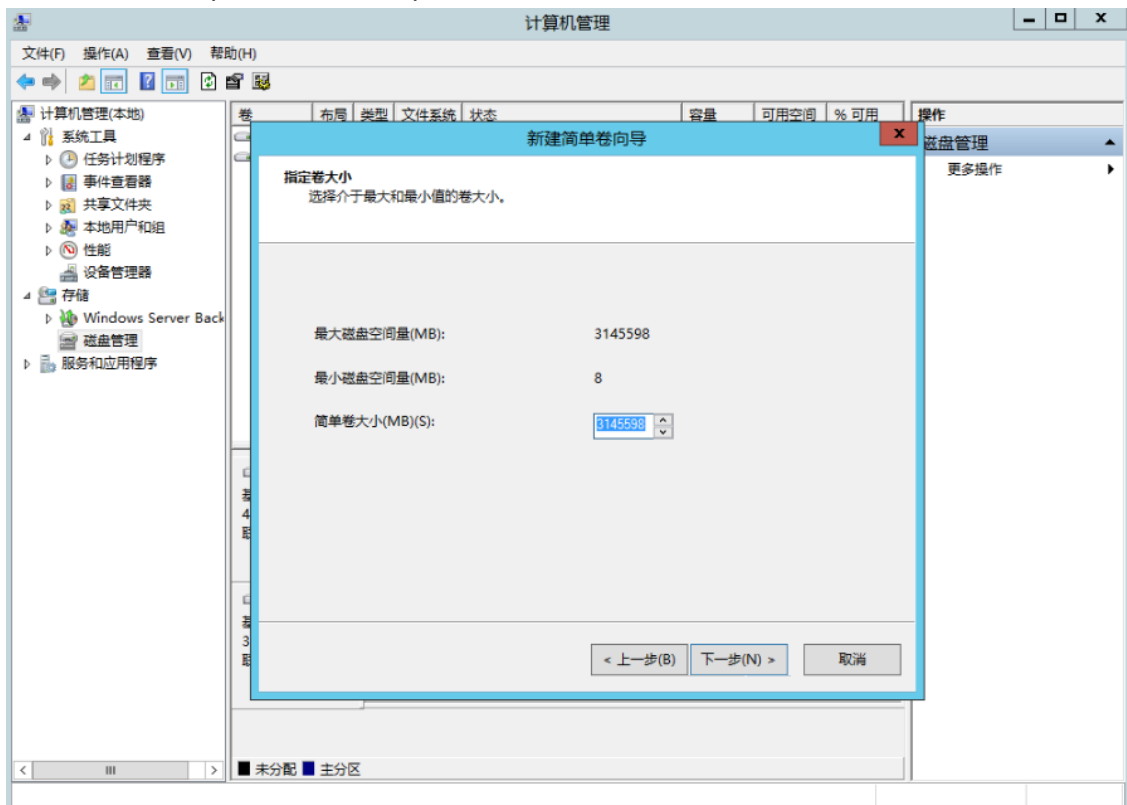 计算机管理
文件(F) 操作(A) 查看(V) 帮助(H)
计算机管理(本地)
系统工具
任务计划程序
事件查看器
共享文件夹
本地用户和组
性能
设备管理器
存储
Windows Server Back
磁盘管理
服务和应用程序
卷 布局 类型 文件系统 状态 容量 可用空间 % 可用
操作
磁盘管理
更多操作
新建简单卷向导
指定卷大小
选择介于最大和最小值的卷大小。
最大磁盘空间量(MB): 3145598
最小磁盘空间量(MB): 8
简单卷大小(MB)(S): 3145598
< 上一步(B) 下一步(N) > 取消
基
4
联
基
3
联
未分配 主分区